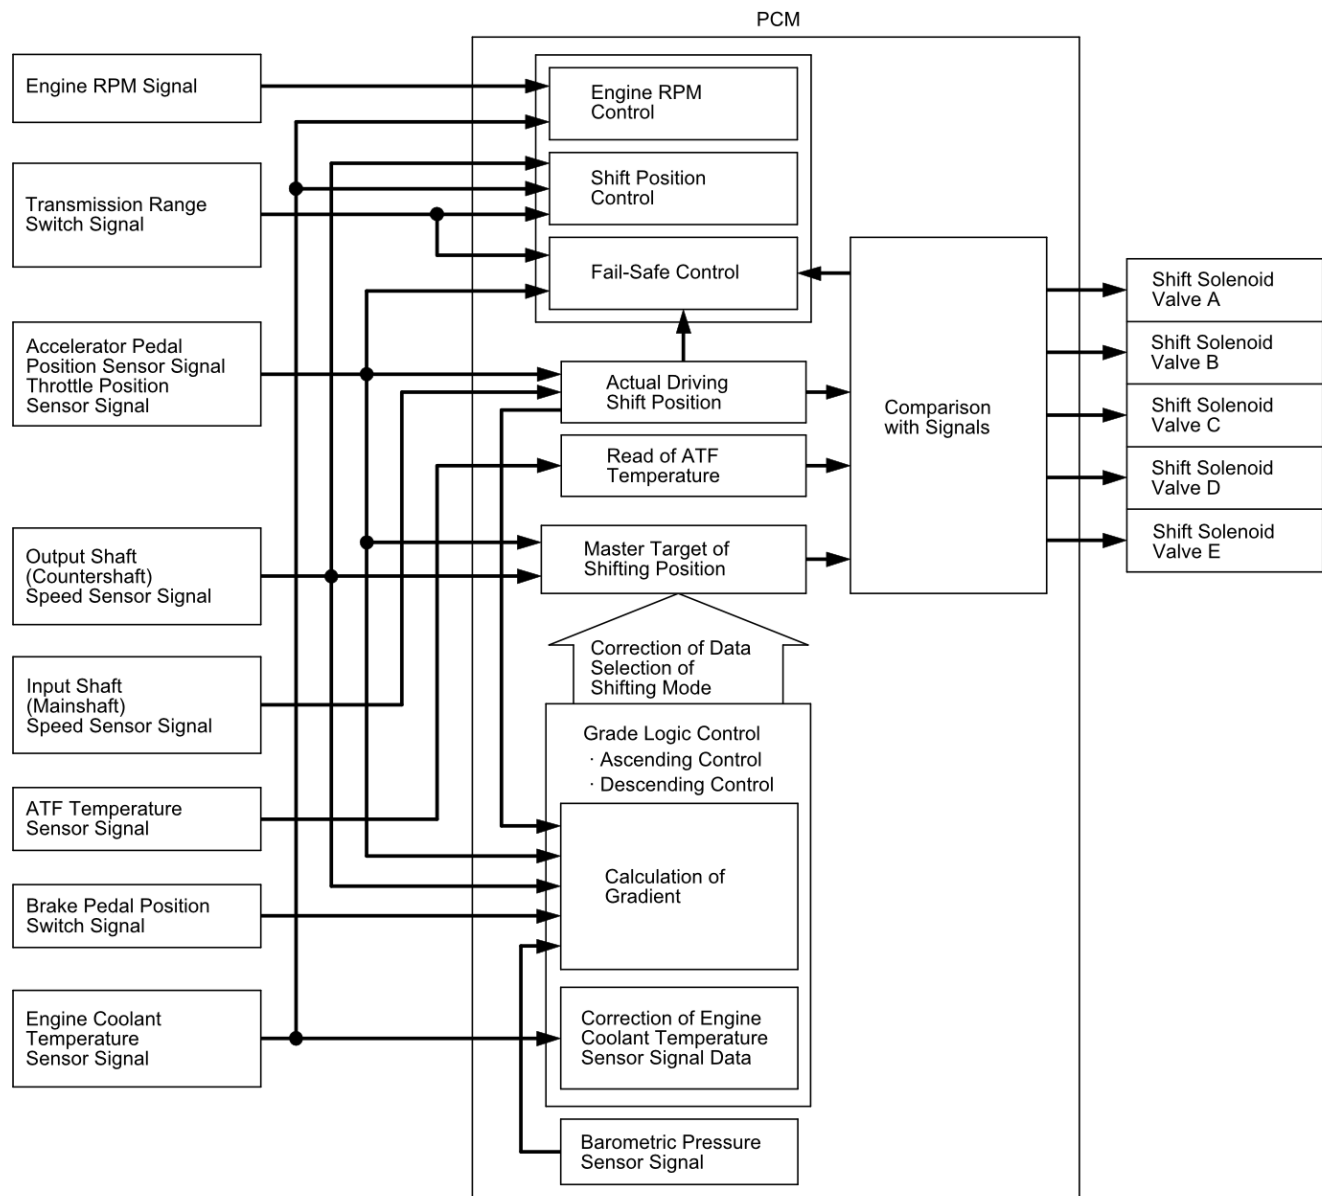 PCM
Engine RPM Signal
Transmission Range
Switch Signal
Accelerator Pedal
Position Sensor Signal
Throttle Position
Sensor Signal
Output Shaft
(Countershaft)
Speed Sensor Signal
Input Shaft
(Mainshaft)
Speed Sensor Signal
ATF Temperature
Sensor Signal
Brake Pedal Position
Switch Signal
Engine Coolant
Temperature
Sensor Signal
Engine RPM
Control
Shift Position
Control
Fail-Safe Control
Actual Driving
Shift Position
Read of ATF
Temperature
Master Target of
Shifting Position
Correction of Data
Selection of
Shifting Mode
Grade Logic Control
· Ascending Control
· Descending Control
Calculation of
Gradient
Correction of Engine
Coolant Temperature
Sensor Signal Data
Barometric Pressure
Sensor Signal
Comparison
with Signals
Shift Solenoid
Valve A
Shift Solenoid
Valve B
Shift Solenoid
Valve C
Shift Solenoid
Valve D
Shift Solenoid
Valve E